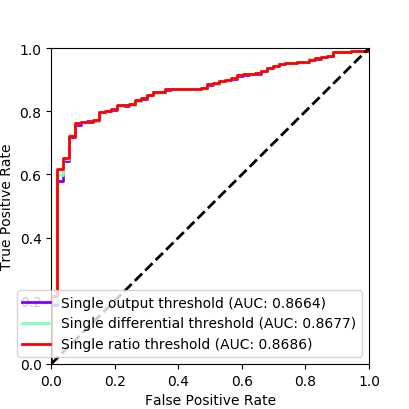 1.0
0.8
0.6
0.4
0.2
0.0
True Positive Rate
Single output threshold (AUC: 0.8664)
Single differential threshold (AUC: 0.8677)
Single ratio threshold (AUC: 0.8686)
0.0 0.2 0.4 0.6 0.8 1.0
False Positive Rate